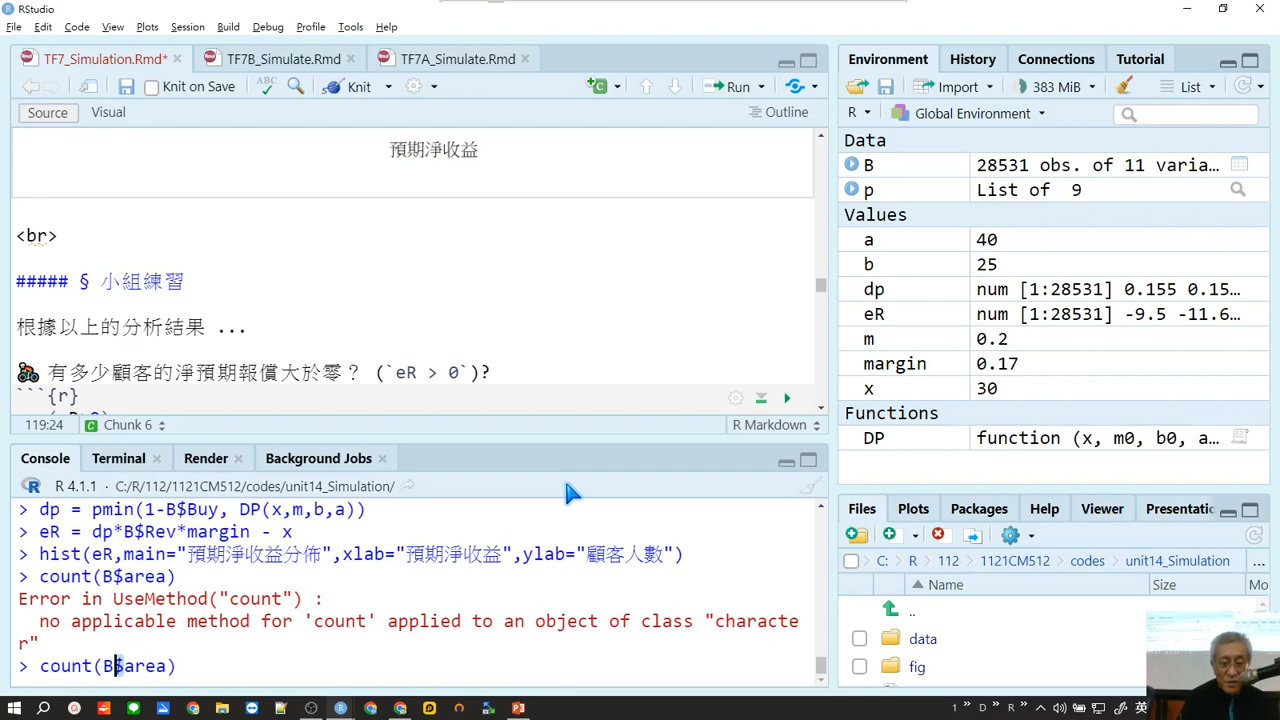 RStudio
File Edit Code View Plots Session Build Debug Profile Tools Help
TF7_Simulation.Rmd* TF7B_Simulate.Rmd TF7A_Simulate.Rmd
Knit on Save ABC Knit Run
Source Visual Outline
預期淨收益
<br>
##### § 小組練習
根據以上的分析結果 ...
有多少顧客的淨預期報償大於零？ (`eR > 0`)?
```{r}
119:24 Chunk 6 R Markdown
Console Terminal Render Background Jobs
R 4.1.1 · C:/R/112/1121CM512/codes/unit14_Simulation/
> dp = pmin(1-B$Buy, DP(x,m,b,a))
> eR = dp*B$Rev*margin - x
> hist(eR,main="預期淨收益分佈",xlab="預期淨收益",ylab="顧客人數")
> count(B$area)
Error in UseMethod("count") :
no applicable method for 'count' applied to an object of class "characte
r"
> count(B$area)
Environment History Connections Tutorial
Import 383 MiB List
R Global Environment
Data
B 28531 obs. of 11 varia...
p List of 9
Values
a 40
b 25
dp num [1:28531] 0.155 0.15...
eR num [1:28531] -9.5 -11.6...
m 0.2
margin 0.17
x 30
Functions
DP function (x, m0, b0, a...
Files Plots Packages Help Viewer Presentatio
C: R 112 1121CM512 codes unit14_Simulation ...
Name Size Mo
..
data
fig
英